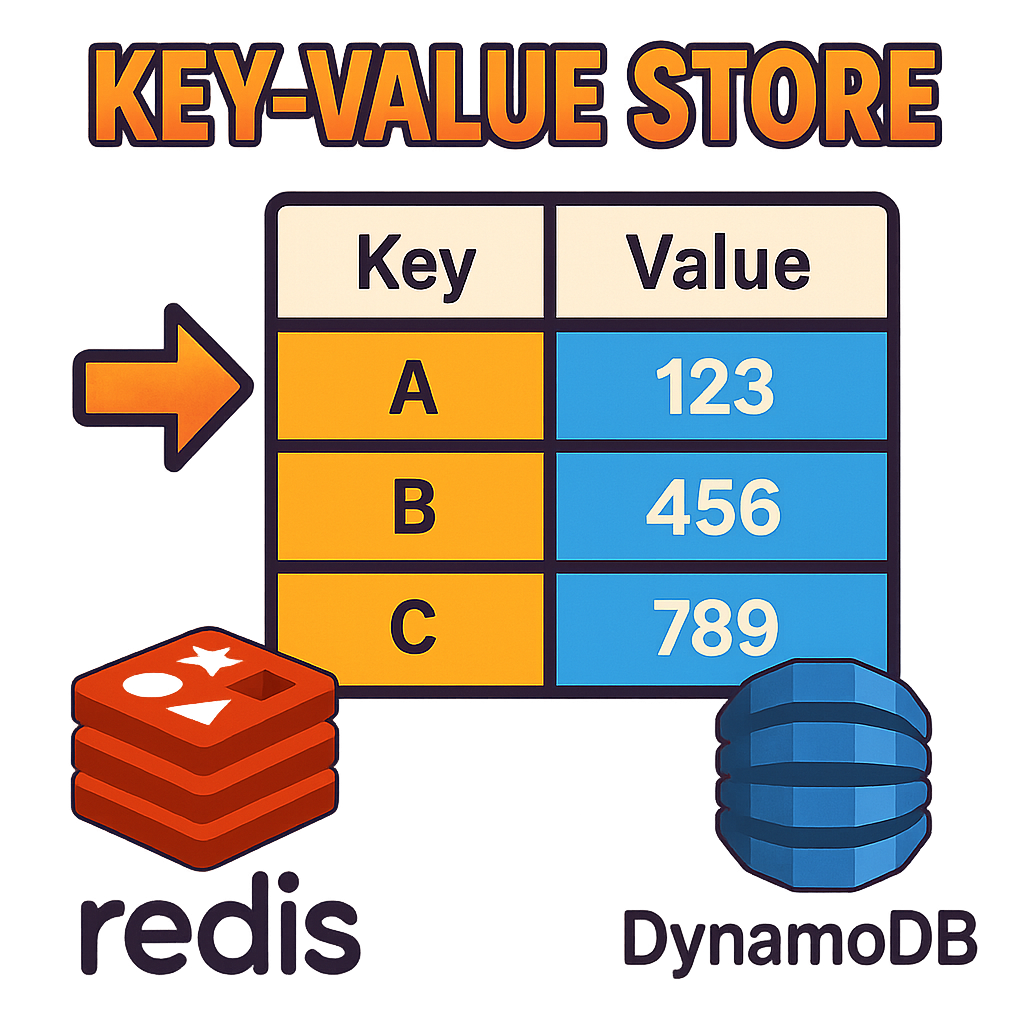 KEY-VALUE STORE
Key Value
A 123
B 456
C 789
redis
DynamoDB